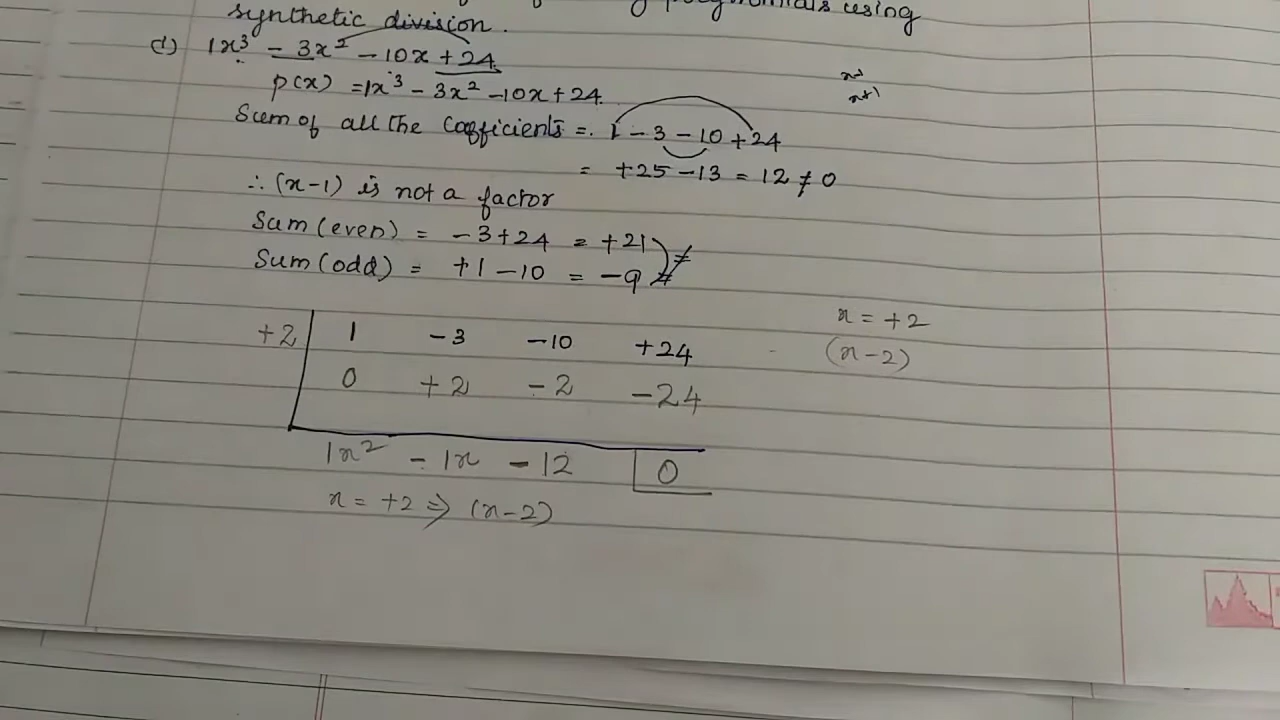 polynomials using
synthetic division.
d) 1x³ - 3x² - 10x + 24
p(x) = 1x³ - 3x² - 10x + 24.
Sum of all the coefficients = 1 - 3 - 10 + 24
= +25 - 13 = 12 ≠ 0
∴ (x-1) is not a factor
Sum (even) = -3 + 24 = +21
Sum (odd) = +1 - 10 = -9 ≠
+2 1 -3 -10 +24
0 +2 -2 -24
1x² - 1x - 12 0
x = +2 ⇒ (x-2)
x = +2
(x-2)